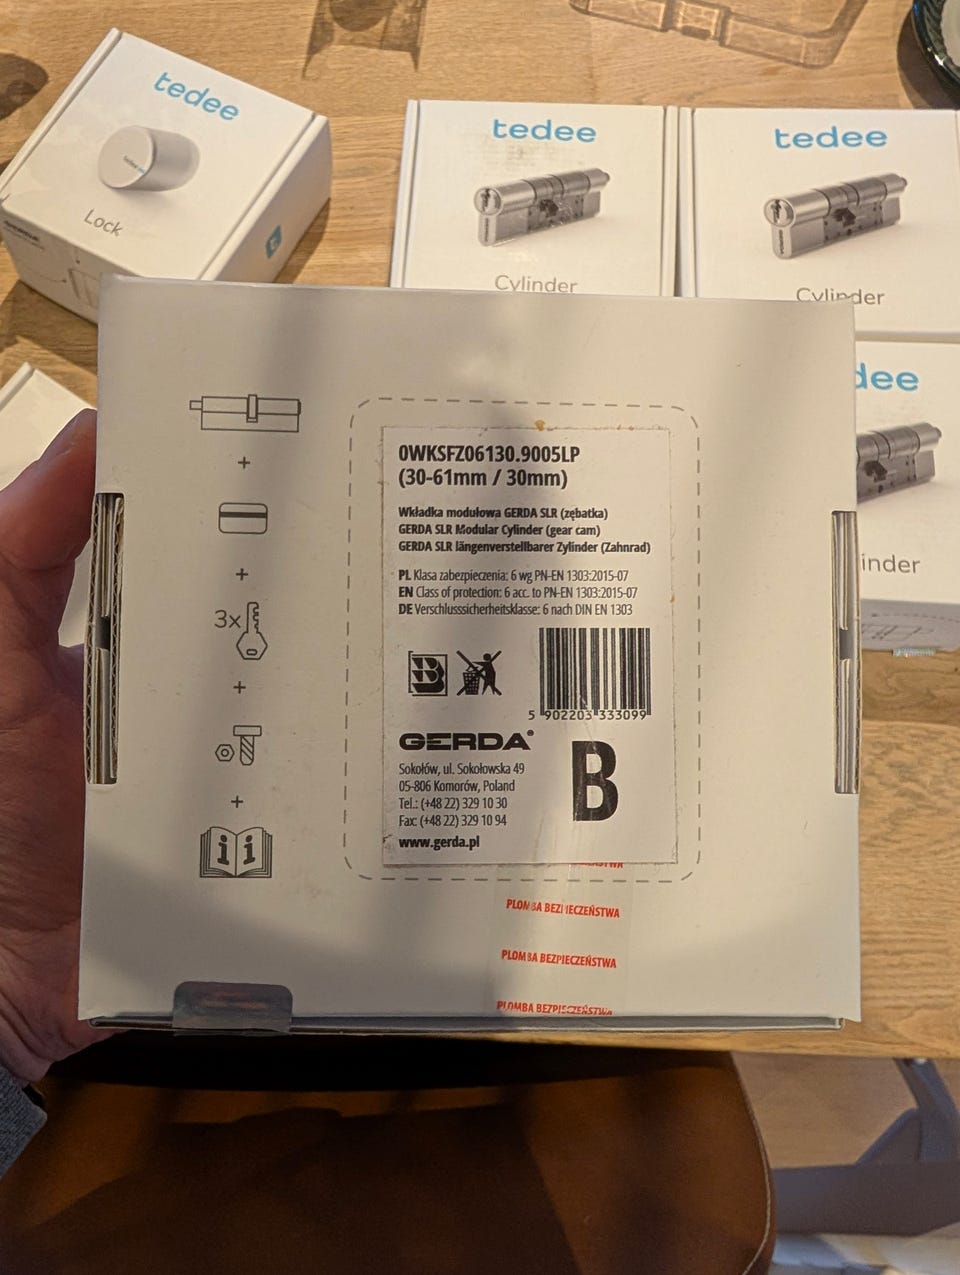 tedee
Lock
tedee
Cylinder
tedee
Cylinder
dee
inder
3x
0WKSFZ06130.9005LP
(30-61mm / 30mm)
Wkładka modułowa GERDA SLR (zębatka)
GERDA SLR Modular Cylinder (gear cam)
GERDA SLR längenverstellbarer Zylinder (Zahnrad)
PL Klasa zabezpieczenia: 6 wg PN-EN 1303:2015-07
EN Class of protection: 6 acc. to PN-EN 1303:2015-07
DE Verschlusssicherheitsklasse: 6 nach DIN EN 1303
5 902203 333099
GERDA®
Sokołów, ul. Sokołowska 49
05-806 Komorów, Poland
Tel.: (+48 22) 329 10 30
Fax: (+48 22) 329 10 94
www.gerda.pl
B
PLOMBA BEZPIECZEŃSTWA
PLOMBA BEZPIECZEŃSTWA
PLOMBA BEZPIECZEŃSTWA